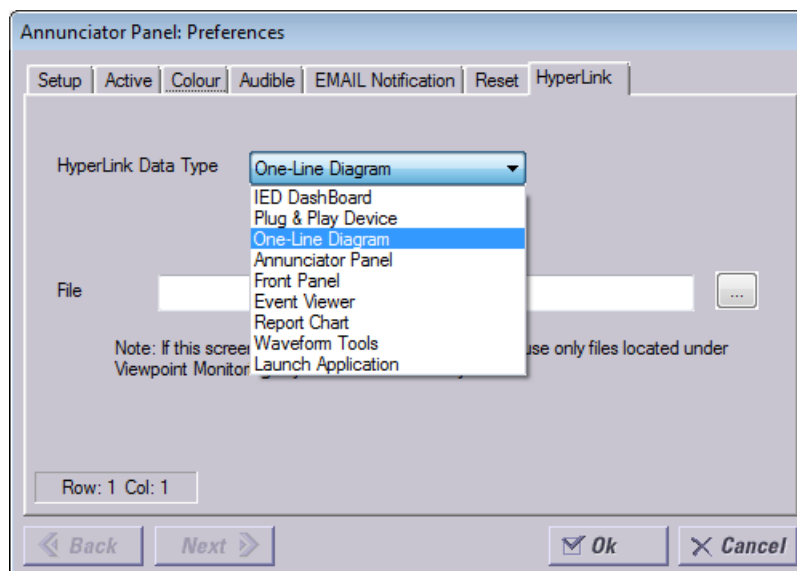 Annunciator Panel: Preferences
Setup Active Colour Audible EMAIL Notification Reset HyperLink
HyperLink Data Type One-Line Diagram
IED DashBoard
Plug & Play Device
One-Line Diagram
Annunciator Panel
Front Panel
Event Viewer
Report Chart
Waveform Tools
Launch Application
File ...
Note: If this use only files located under
Viewpoint
Row: 1 Col: 1
Back Next Ok Cancel